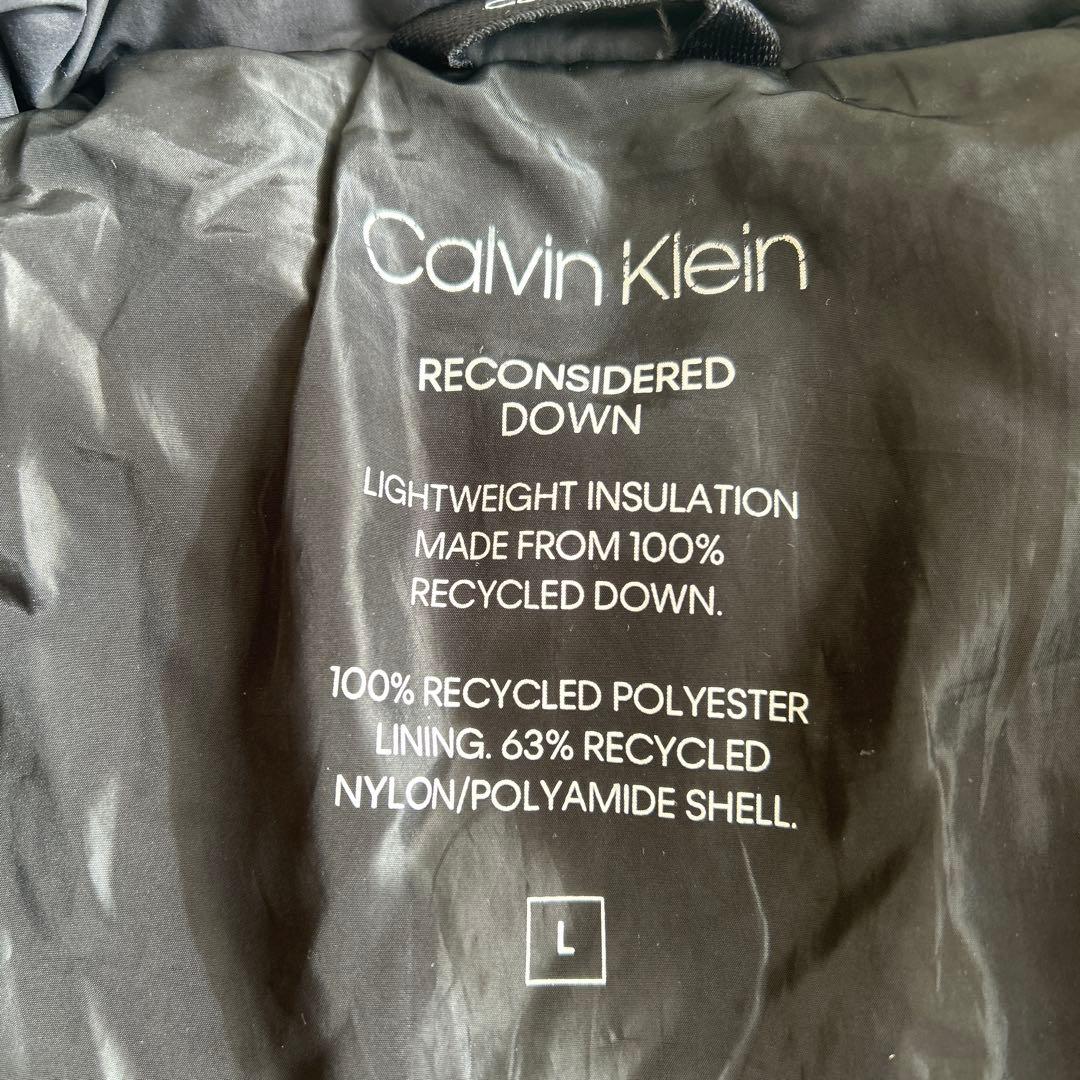 Calvin Klein
RECONSIDERED
DOWN
LIGHTWEIGHT INSULATION
MADE FROM 100%
RECYCLED DOWN.
100% RECYCLED POLYESTER
LINING. 63% RECYCLED
NYLON/POLYAMIDE SHELL.
L